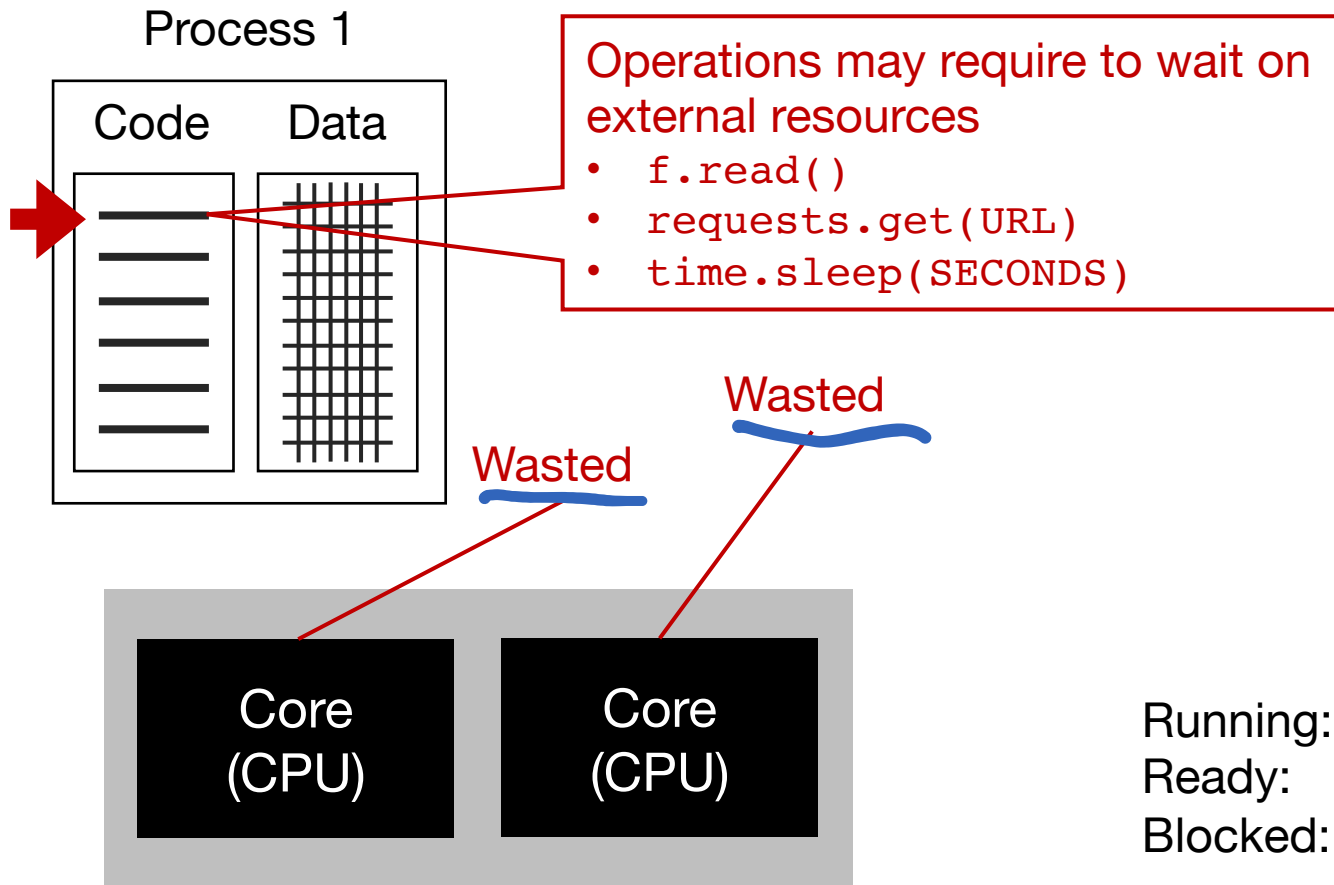 Process 1
Code Data
Operations may require to wait on
external resources
• f.read()
• requests.get(URL)
• time.sleep(SECONDS)
Wasted
Wasted
Core
(CPU)
Core
(CPU)
Running:
Ready:
Blocked: